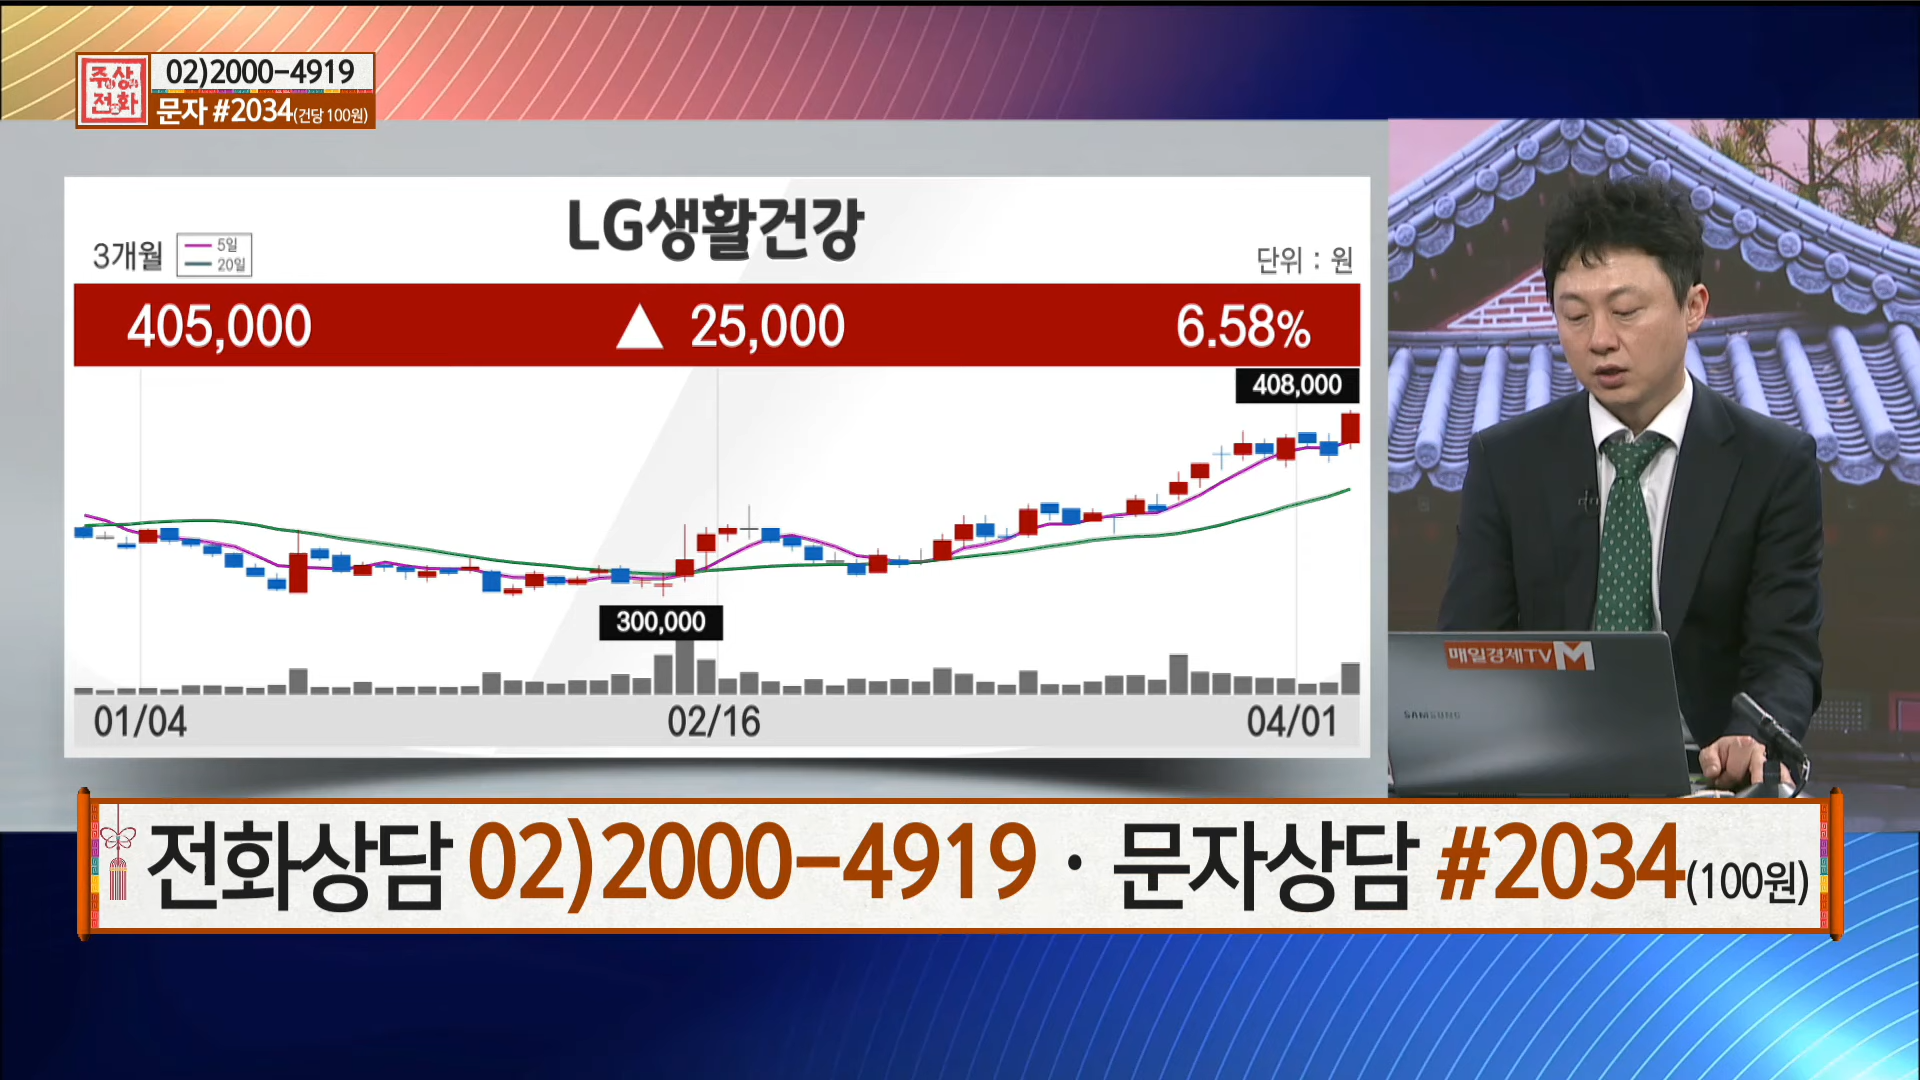 주상
전화
02)2000-4919
문자 #2034(건당 100원)
LG생활건강
3개월
5일
20일
단위 : 원
405,000 ▲ 25,000 6.58%
408,000
300,000
01/04 02/16 04/01
매일경제TV M
SAMSUNG
전화상담 02)2000-4919 · 문자상담 #2034(100원)